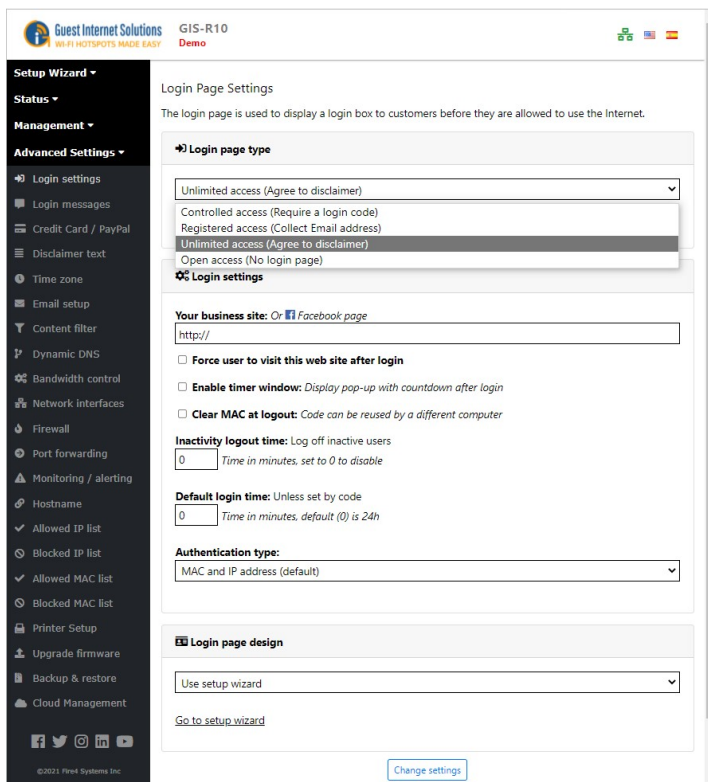 Guest Internet Solutions
WI-FI HOTSPOTS MADE EASY
GIS-R10
Demo
Setup Wizard
Status
Management
Advanced Settings
Login settings
Login messages
Credit Card / PayPal
Disclaimer text
Time zone
Email setup
Content filter
Dynamic DNS
Bandwidth control
Network interfaces
Firewall
Port forwarding
Monitoring / alerting
Hostname
Allowed IP list
Blocked IP list
Allowed MAC list
Blocked MAC list
Printer Setup
Upgrade firmware
Backup & restore
Cloud Management
©2021 Fire4 Systems Inc
Login Page Settings
The login page is used to display a login box to customers before they are allowed to use the Internet.
Login page type
Unlimited access (Agree to disclaimer)
Controlled access (Require a login code)
Registered access (Collect Email address)
Unlimited access (Agree to disclaimer)
Open access (No login page)
Login settings
Your business site: Or Facebook page
http://
Force user to visit this web site after login
Enable timer window: Display pop-up with countdown after login
Clear MAC at logout: Code can be reused by a different computer
Inactivity logout time: Log off inactive users
0 Time in minutes, set to 0 to disable
Default login time: Unless set by code
0 Time in minutes, default (0) is 24h
Authentication type:
MAC and IP address (default)
Login page design
Use setup wizard
Go to setup wizard
Change settings